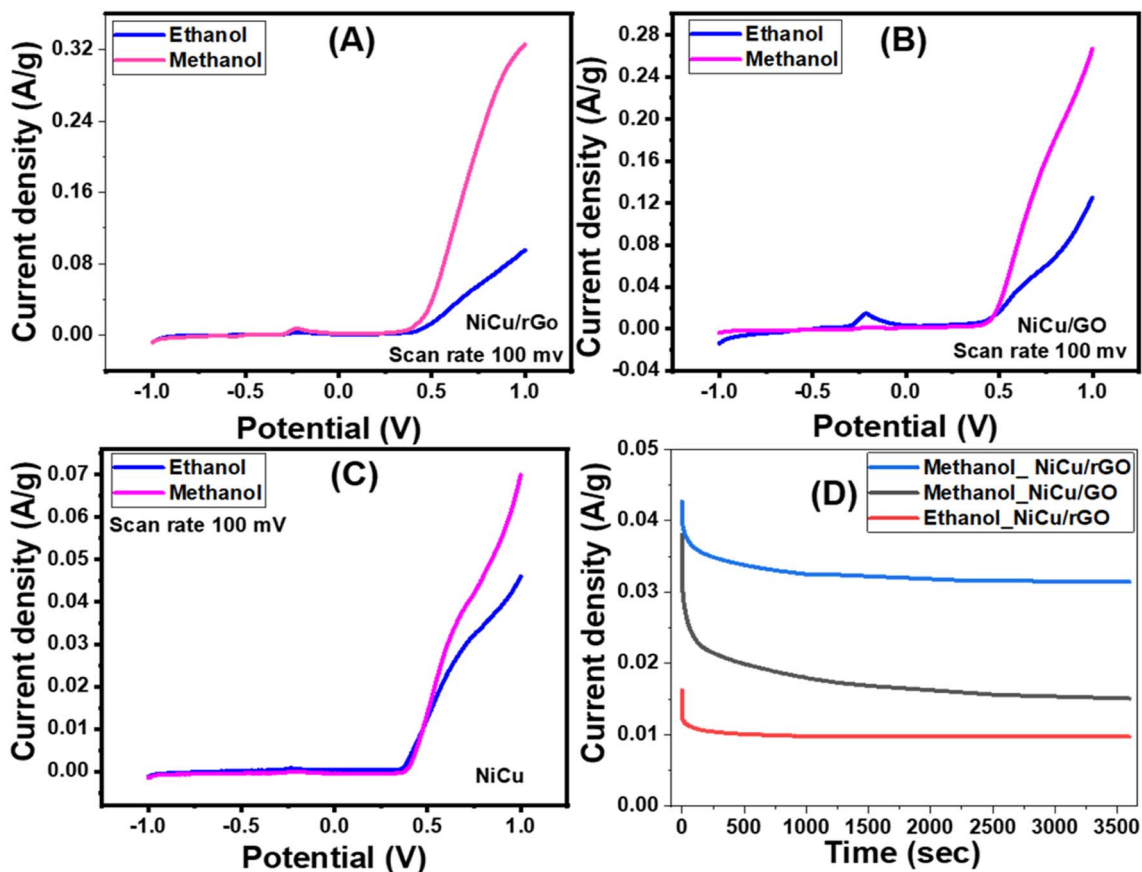 Ethanol
Methanol
(A)
0.32
0.24
0.16
0.08
0.00
Current density (A/g)
NiCu/rGo
Scan rate 100 mv
-1.0
-0.5
0.0
0.5
1.0
Potential (V)
Ethanol
Methanol
(B)
0.28
0.24
0.20
0.16
0.12
0.08
0.04
0.00
-0.04
Current density (A/g)
NiCu/GO
Scan rate 100 mv
-1.0
-0.5
0.0
0.5
1.0
Potential (V)
Ethanol
Methanol
(C)
Scan rate 100 mV
0.07
0.06
0.05
0.04
0.03
0.02
0.01
0.00
Current density (A/g)
NiCu
-1.0
-0.5
0.0
0.5
1.0
Potential (V)
(D)
Methanol_ NiCu/rGO
Methanol_NiCu/GO
Ethanol_NiCu/rGO
0.05
0.04
0.03
0.02
0.01
0.00
Current density (A/g)
0
500
1000
1500
2000
2500
3000
3500
Time (sec)